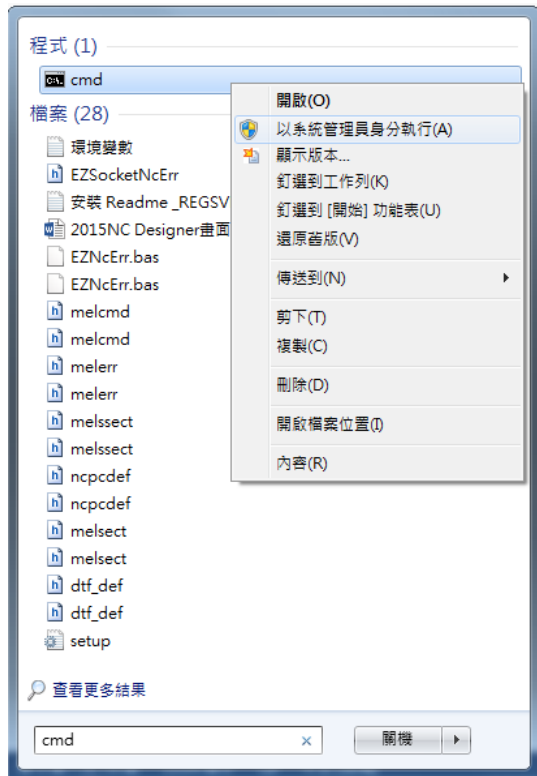 程式 (1)
cmd
檔案 (28)
環境變數
EZSocketNcErr
安裝 Readme _REGSV
2015NC Designer畫面
EZNcErr.bas
EZNcErr.bas
melcmd
melcmd
melerr
melerr
melssect
melssect
ncpcdef
ncpcdef
melsect
melsect
dtf_def
dtf_def
setup
查看更多結果
cmd
關機
開啟(O)
以系統管理員身分執行(A)
顯示版本...
釘選到工作列(K)
釘選到 [開始] 功能表(U)
還原舊版(V)
傳送到(N)
剪下(T)
複製(C)
刪除(D)
開啟檔案位置(I)
內容(R)